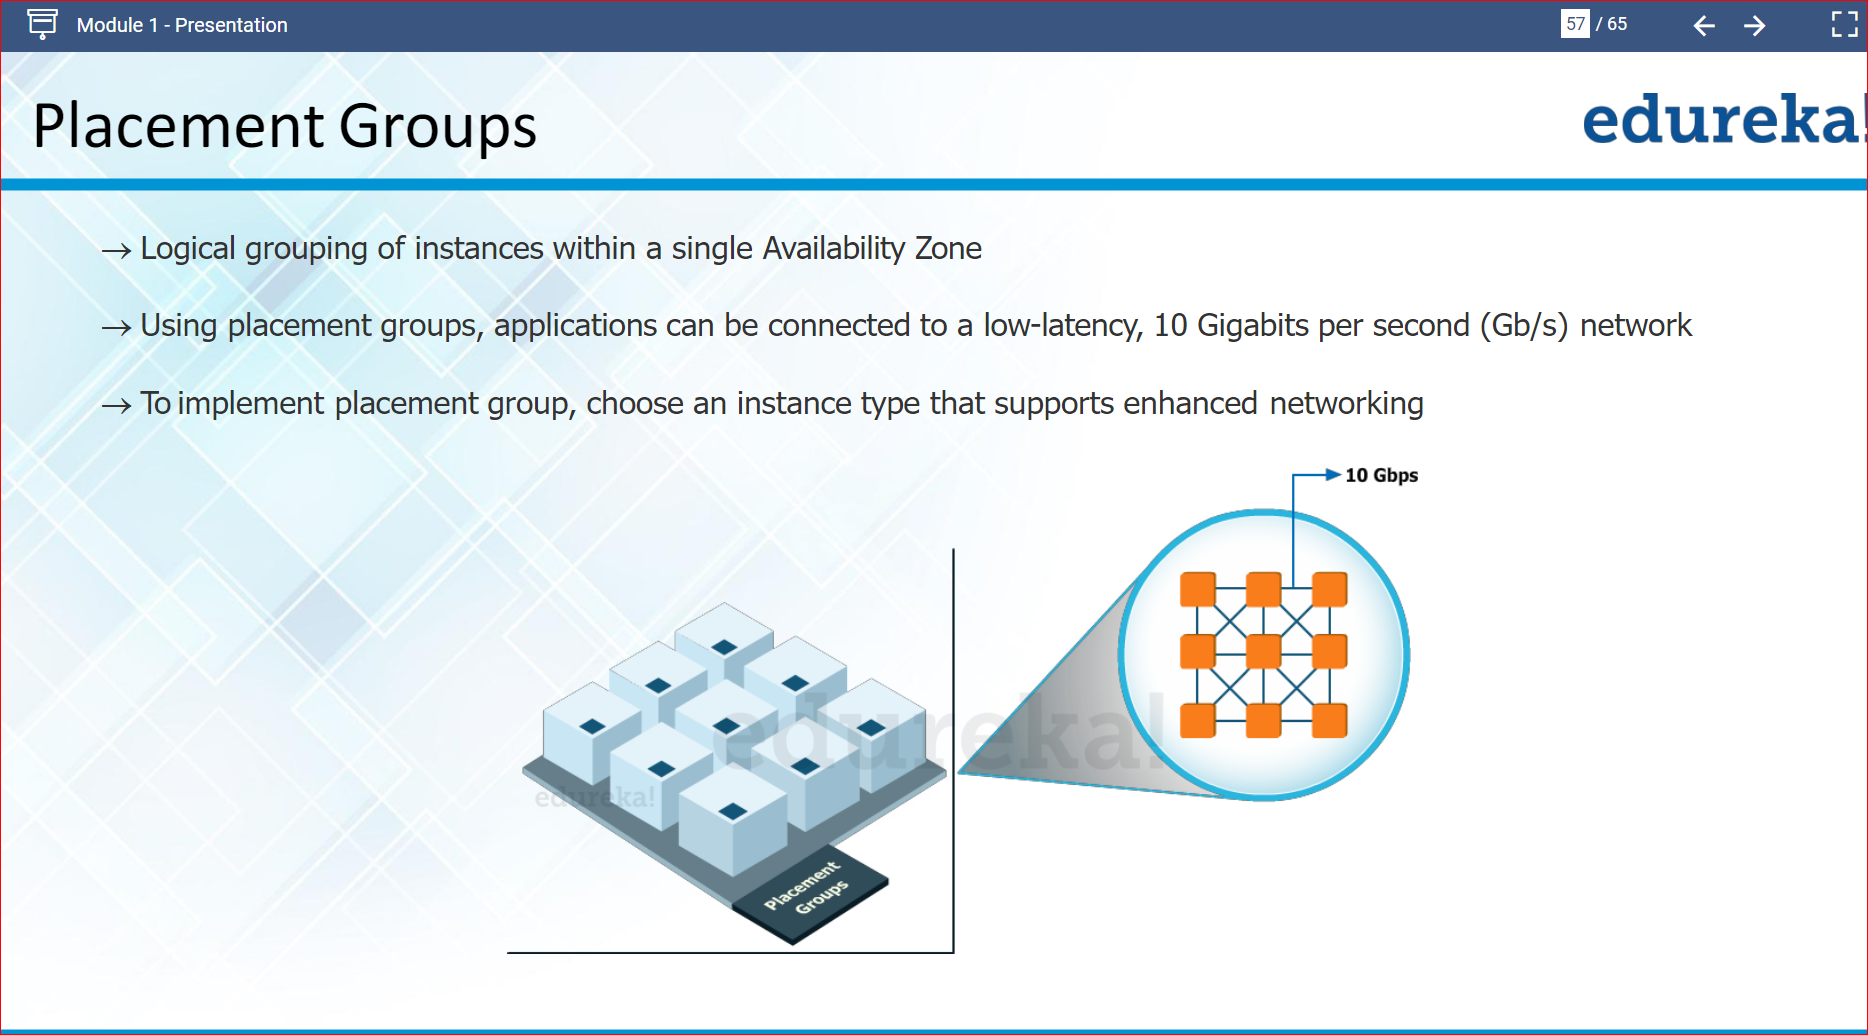 Module 1 - Presentation
57 / 65
Placement Groups
edureka!
→ Logical grouping of instances within a single Availability Zone
→ Using placement groups, applications can be connected to a low-latency, 10 Gigabits per second (Gb/s) network
→ To implement placement group, choose an instance type that supports enhanced networking
10 Gbps
edureka!
edureka!
Placement
Groups